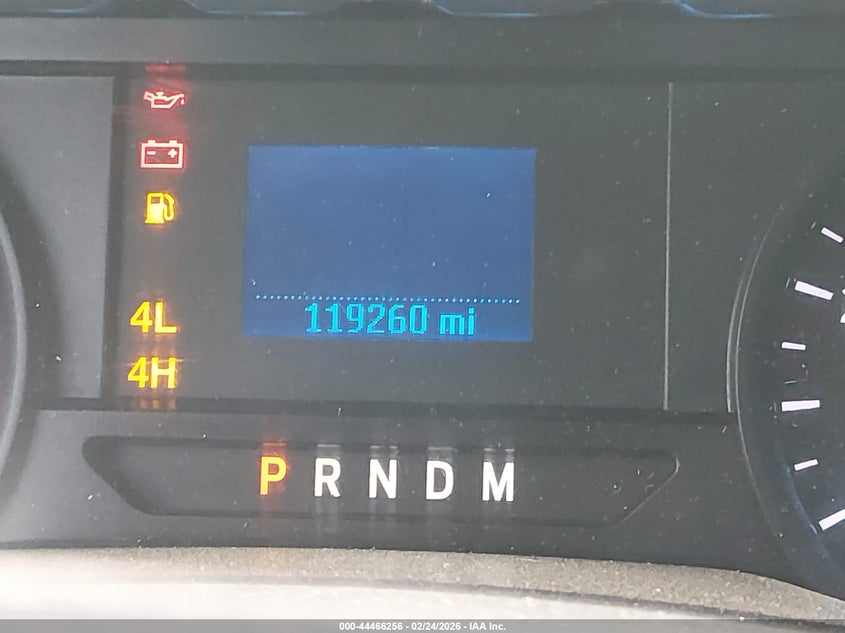 119260 mi
4L
4H
P R N D M
000-44466256 - 02/24/2026 - IAA Inc.